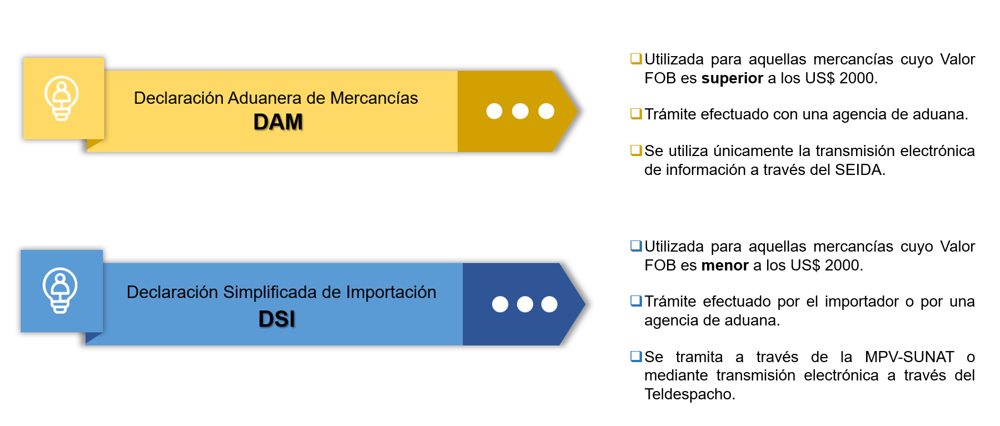 Declaración Aduanera de Mercancías
DAM
Utilizada para aquellas mercancías cuyo Valor
FOB es superior a los US$ 2000.
Trámite efectuado con una agencia de aduana.
Se utiliza únicamente la transmisión electrónica
de información a través del SEIDA.
Declaración Simplificada de Importación
DSI
Utilizada para aquellas mercancías cuyo Valor
FOB es menor a los US$ 2000.
Trámite efectuado por el importador o por una
agencia de aduana.
Se tramita a través de la MPV-SUNAT o
mediante transmisión electrónica a través del
Teldespacho.